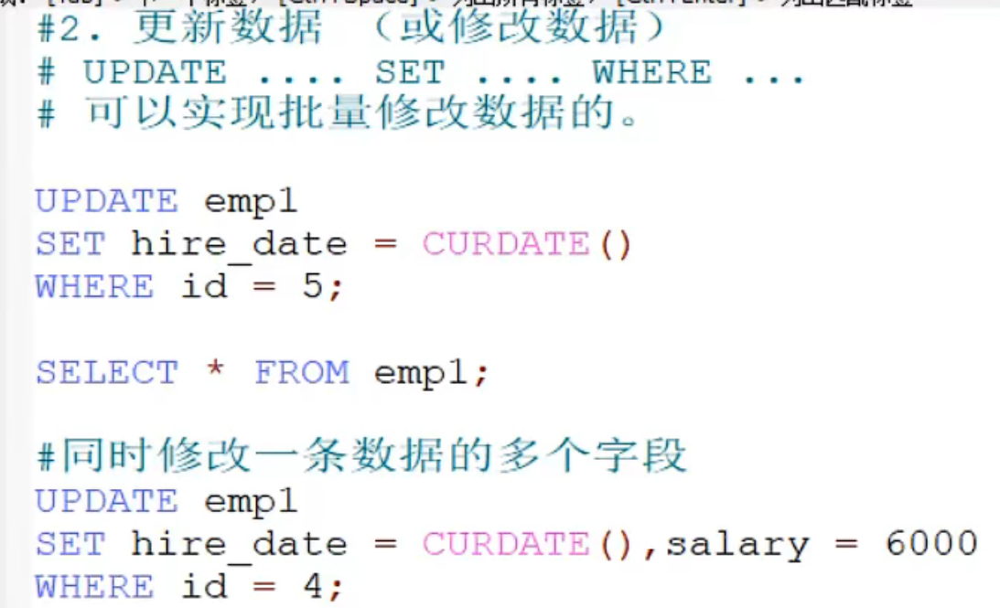 #2. 更新数据 （或修改数据）
# UPDATE .... SET .... WHERE ...
# 可以实现批量修改数据的。
UPDATE emp1
SET hire_date = CURDATE()
WHERE id = 5;
SELECT * FROM emp1;
#同时修改一条数据的多个字段
UPDATE emp1
SET hire_date = CURDATE(),salary = 6000
WHERE id = 4;